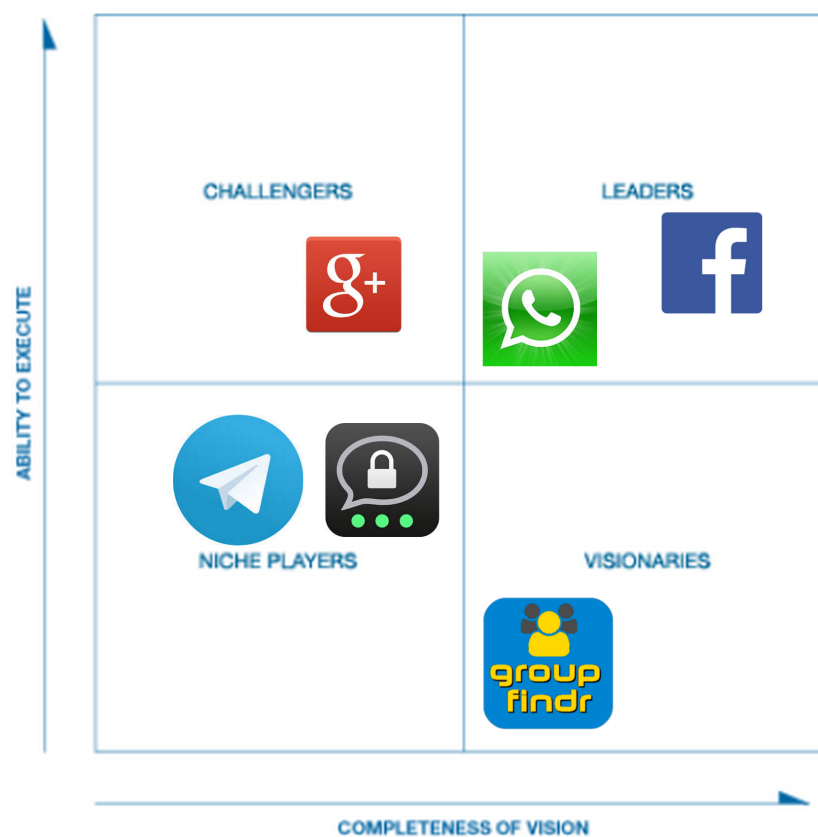 CHALLENGERS
LEADERS
g+
f
ABILITY TO EXECUTE
NICHE PLAYERS
VISIONARIES
group
findr
COMPLETENESS OF VISION